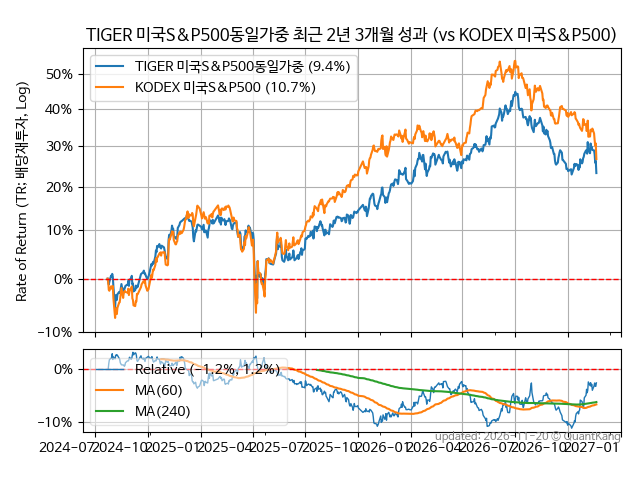 TIGER 미국S&P500동일가중 최근 2년 3개월 성과 (vs KODEX 미국S&P500)
Rate of Return (TR: 배당재투자, Log)
50%
40%
30%
20%
10%
0%
−10%
TIGER 미국S&P500동일가중 (9.4%)
KODEX 미국S&P500 (10.7%)
0%
−10%
Relative (−1.2%, 1.2%)
MA(60)
MA(240)
updated: 2026-11-20 © QuantKang
2024-07 2024-10 2025-01 2025-04 2025-07 2025-10 2026-01 2026-04 2026-07 2026-10 2027-01